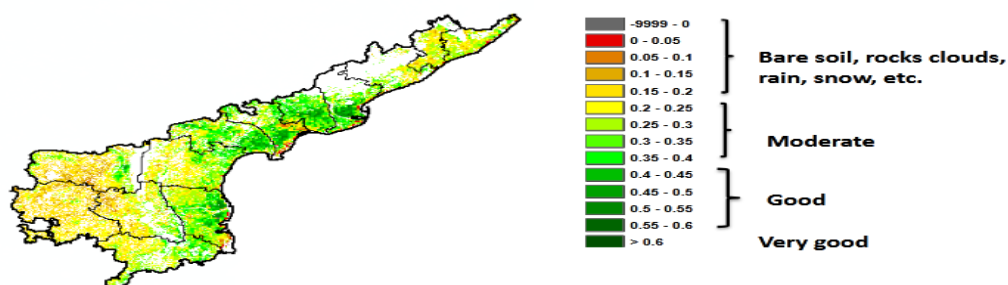 -9999 - 0
0 - 0.05
0.05 - 0.1
0.1 - 0.15
0.15 - 0.2
0.2 - 0.25
0.25 - 0.3
0.3 - 0.35
0.35 - 0.4
0.4 - 0.45
0.45 - 0.5
0.5 - 0.55
0.55 - 0.6
> 0.6
Bare soil, rocks clouds,
rain, snow, etc.
Moderate
Good
Very good